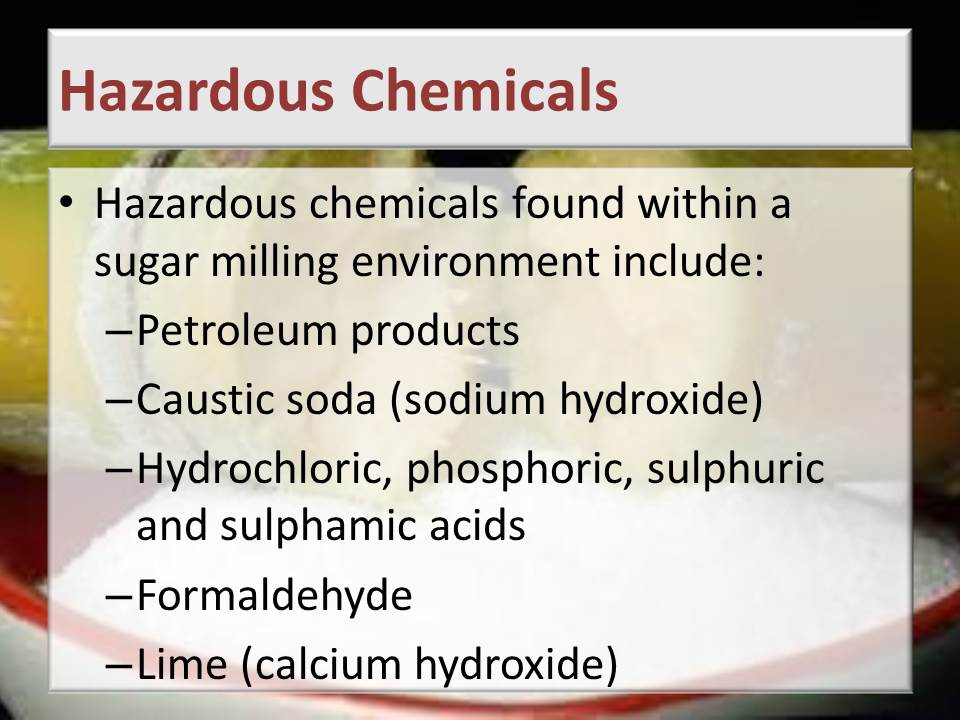 Hazardous Chemicals
• Hazardous chemicals found within a
sugar milling environment include:
–Petroleum products
–Caustic soda (sodium hydroxide)
–Hydrochloric, phosphoric, sulphuric
and sulphamic acids
–Formaldehyde
–Lime (calcium hydroxide)